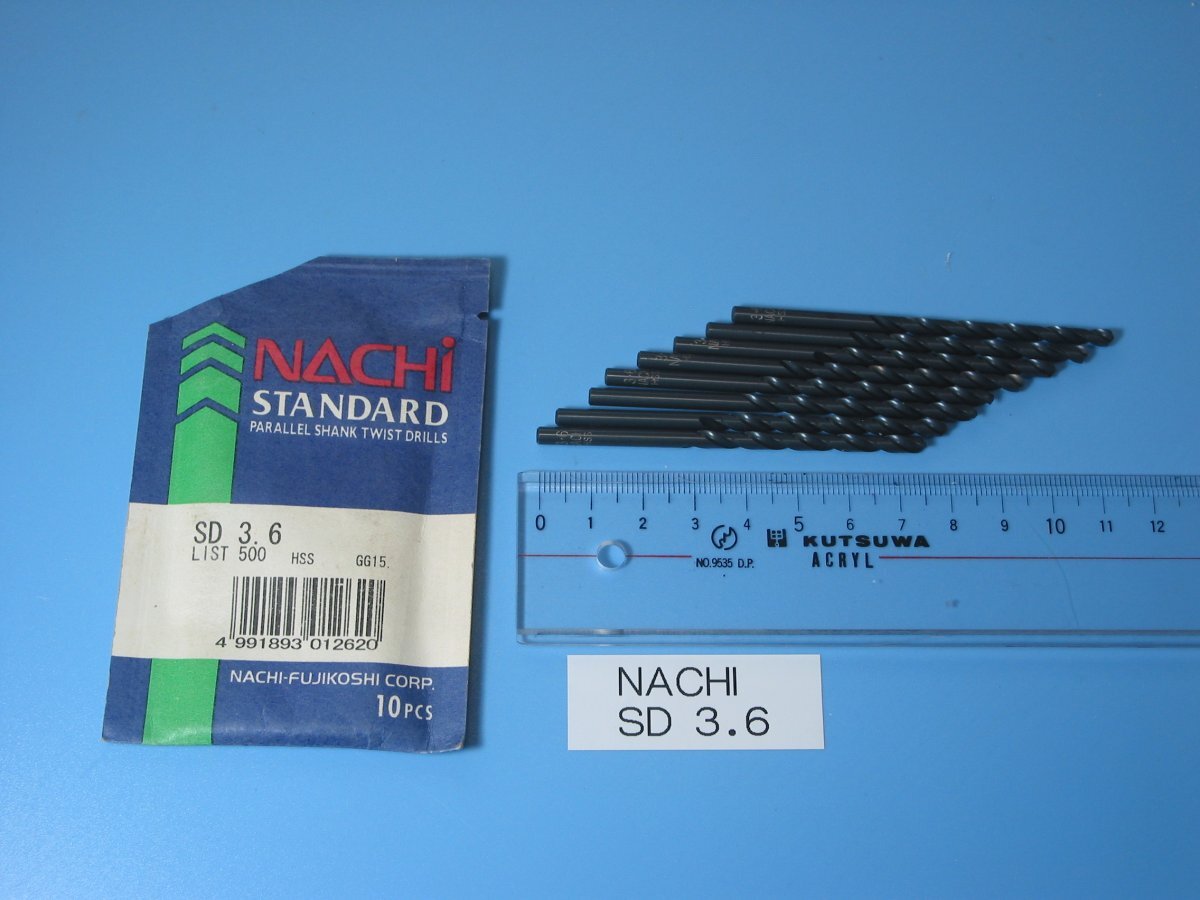 NACHi
STANDARD
PARALLEL SHANK TWIST DRILLS
SD 3.6
LIST 500 HSS GG15.
4 991893 012620
NACHI-FUJIKOSHI CORP.
10PCS
0 1 2 3 4 5 6 7 8 9 10 11 12
NO.9535 D.P.
KUTSUWA
ACRYL
NACHI
SD 3.6